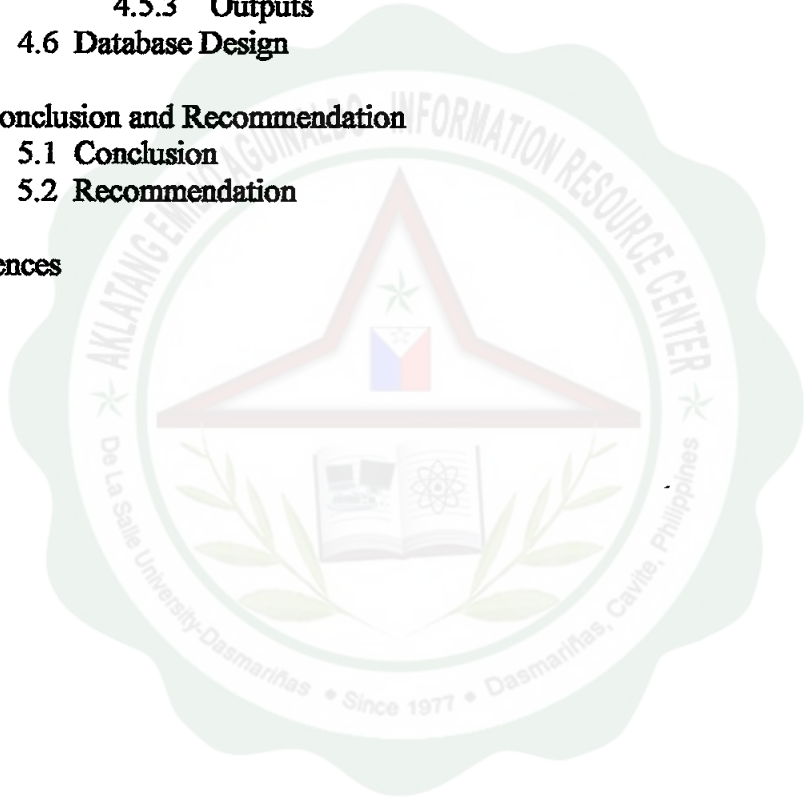 4.5.3 Outputs
4.6 Database Design
onclusion and Recommendation
5.1 Conclusion
5.2 Recommendation
ences
AKLATANG EMILIO AGUINALDO - INFORMATION RESOURCE CENTER
De La Salle University-Dasmariñas • Since 1977 • Dasmariñas, Cavite, Philippines